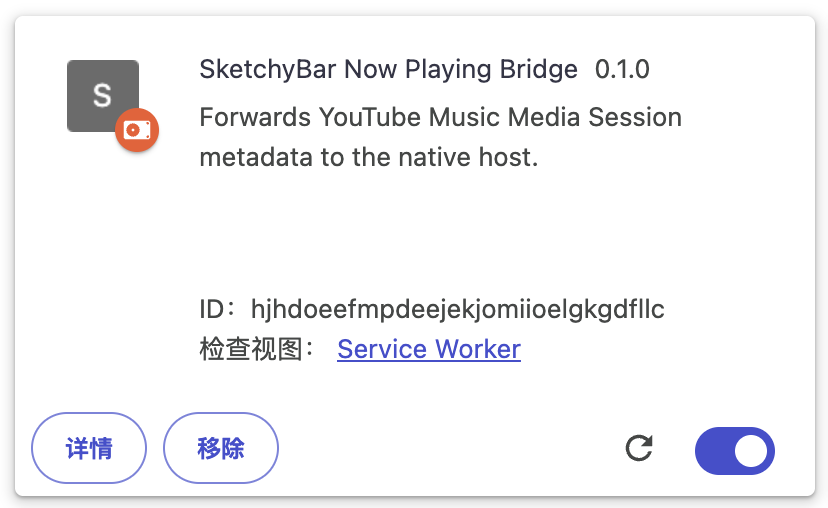 S
SketchyBar Now Playing Bridge 0.1.0
Forwards YouTube Music Media Session
metadata to the native host.
ID：hjhdoeefmpdeejekjomiioelgkgdfllc
检查视图： Service Worker
详情
移除